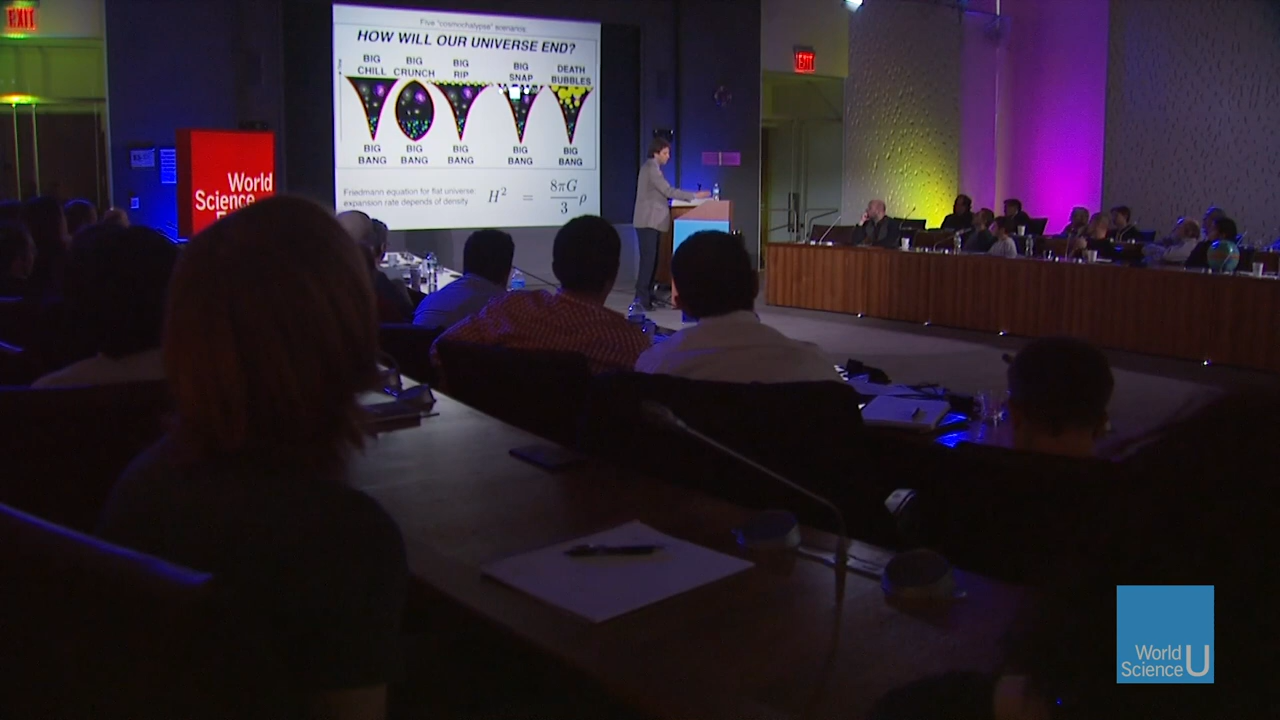 EXIT
Five "cosmochalypse" scenarios:
HOW WILL OUR UNIVERSE END?
BIG CHILL
BIG CRUNCH
BIG RIP
BIG SNAP
DEATH BUBBLES
BIG BANG
BIG BANG
BIG BANG
BIG BANG
BIG BANG
Friedmann equation for flat universe:
expansion rate depends of density
H² = 8πG/3 ρ
EXIT
World
Science
World
Science U